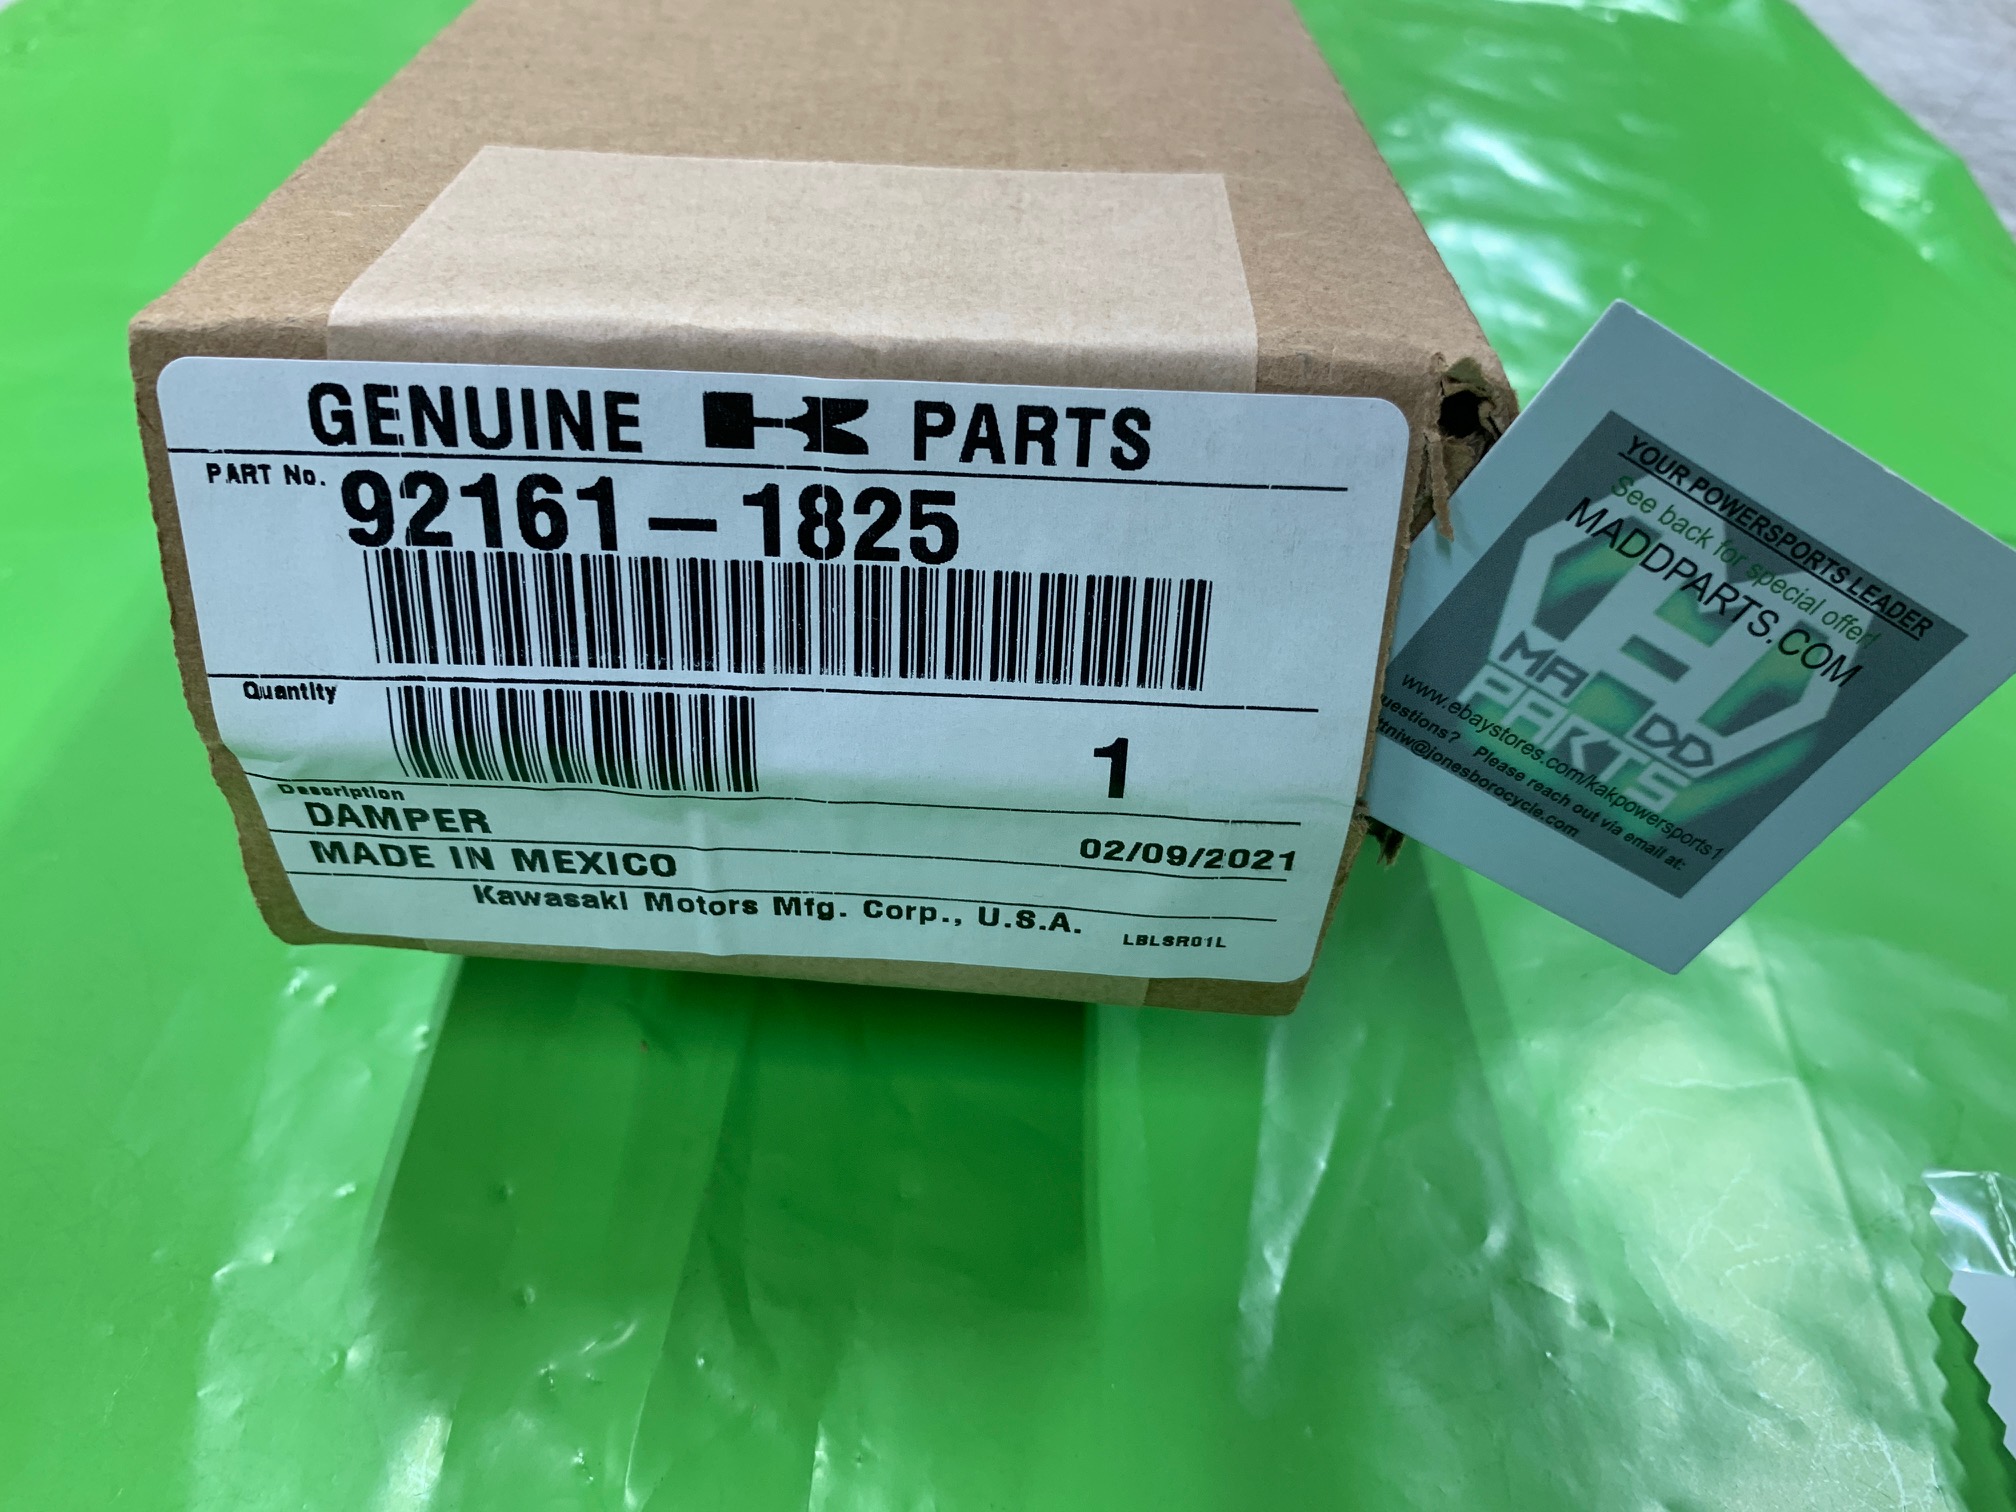 GENUINE PARTS
PART No. 92161-1825
Quantity
1
Description
DAMPER
02/09/2021
MADE IN MEXICO
Kawasaki Motors Mfg. Corp., U.S.A.
LBLSR01L
YOUR POWERSPORTS LEADER
See back for special offer!
MADDPARTS.COM
MADD
PARTS
www.ebaystores.com/kakpowersports1
Please reach out via email at: